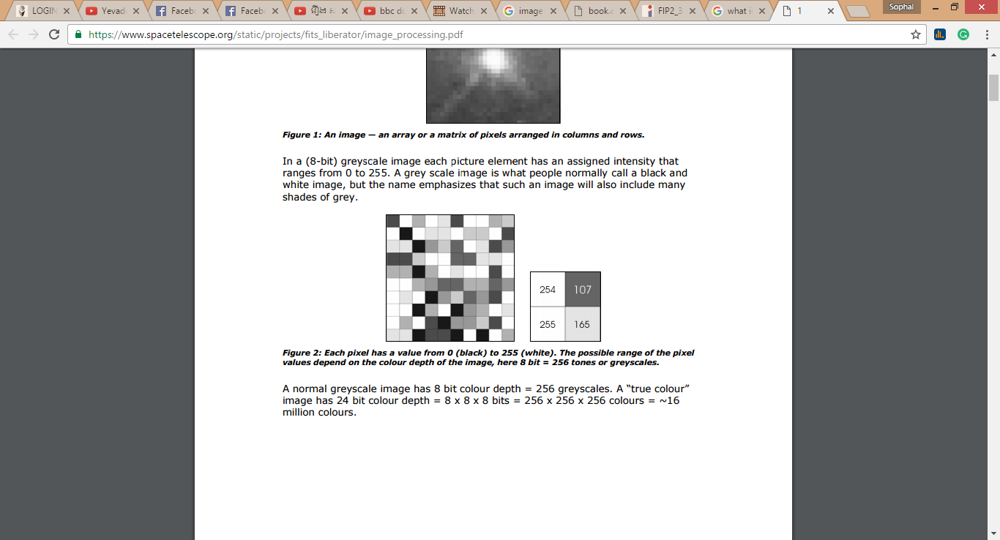 LOGIN
Yevad
Faceb
Faceb
bbc d
Watch
image
book.
FIP2_3
what i
1
Sophal
https://www.spacetelescope.org/static/projects/fits_liberator/image_processing.pdf
Figure 1: An image — an array or a matrix of pixels arranged in columns and rows.
In a (8-bit) greyscale image each picture element has an assigned intensity that
ranges from 0 to 255. A grey scale image is what people normally call a black and
white image, but the name emphasizes that such an image will also include many
shades of grey.
254 107
255 165
Figure 2: Each pixel has a value from 0 (black) to 255 (white). The possible range of the pixel
values depend on the colour depth of the image, here 8 bit = 256 tones or greyscales.
A normal greyscale image has 8 bit colour depth = 256 greyscales. A “true colour”
image has 24 bit colour depth = 8 x 8 x 8 bits = 256 x 256 x 256 colours = ~16
million colours.